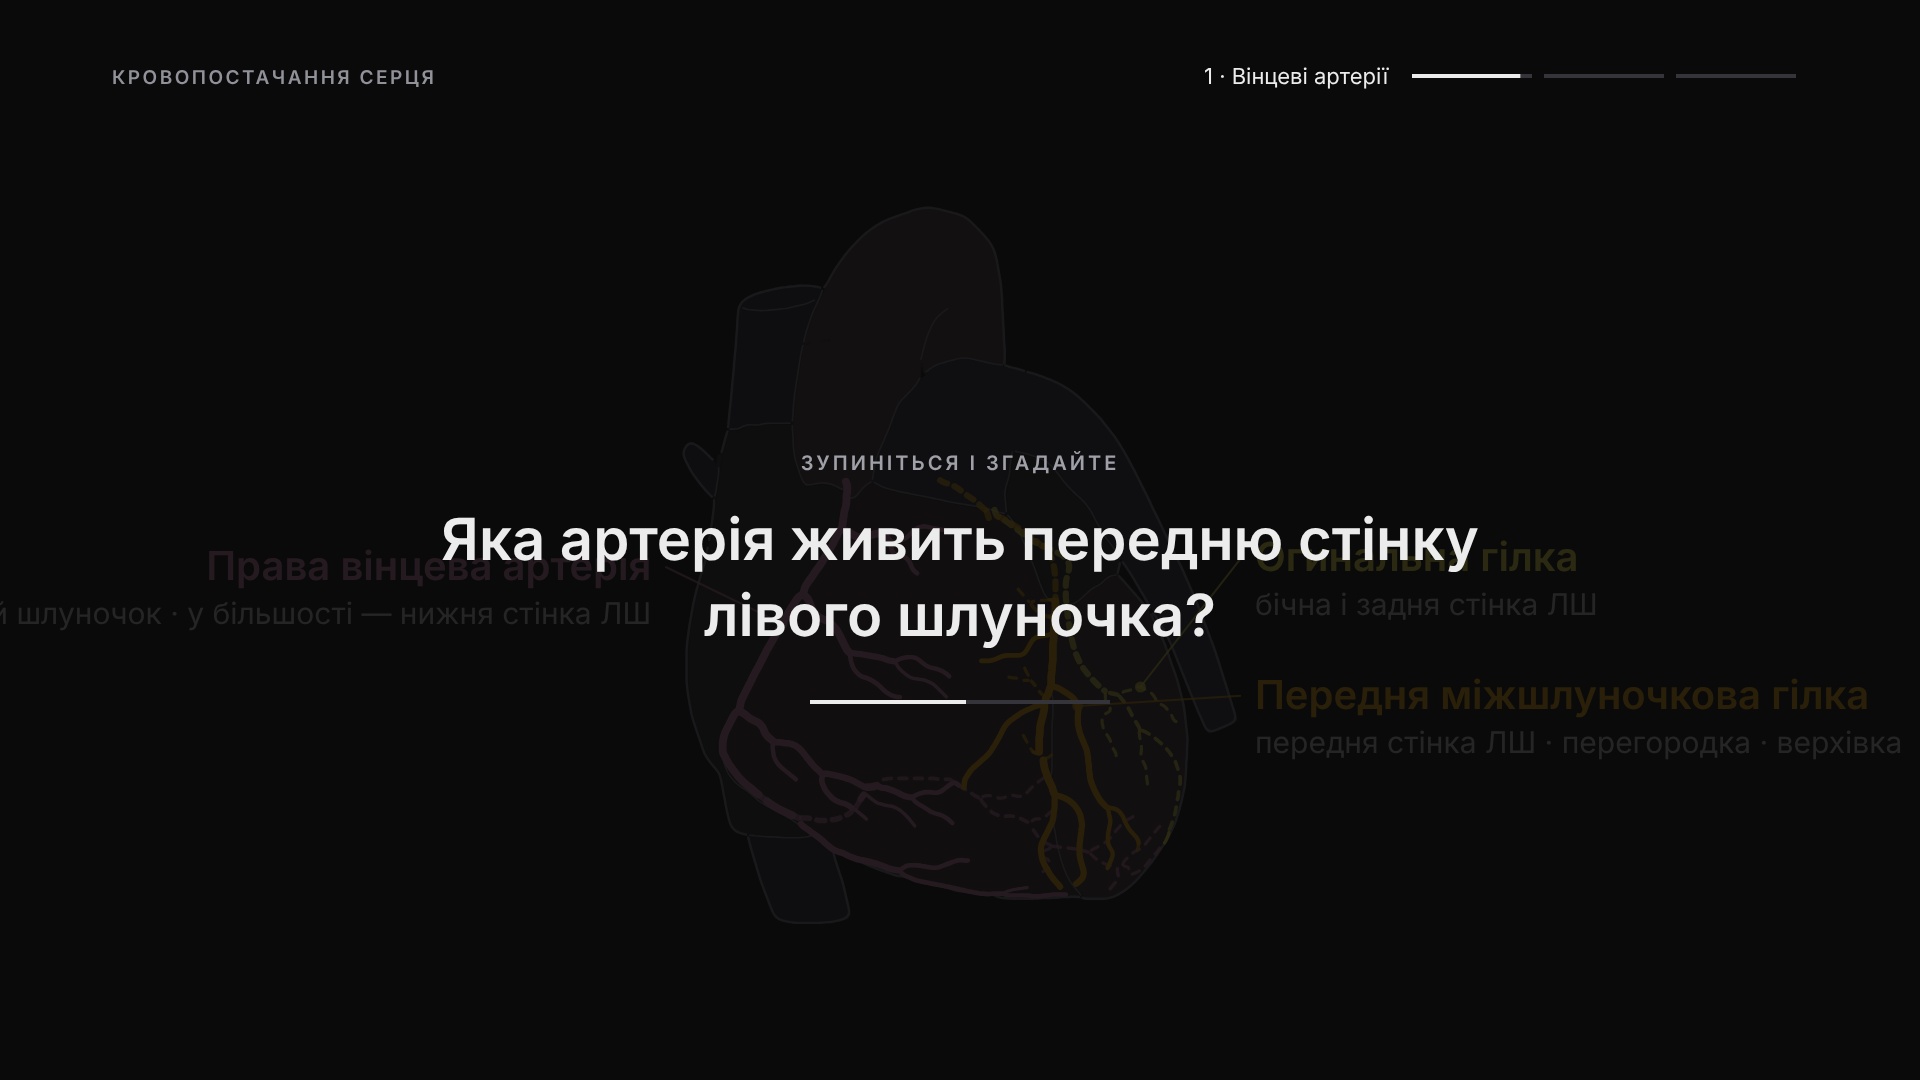 КРОВОПОСТАЧАННЯ СЕРЦЯ
1 · Вінцеві артерії
ЗУПИНІТЬСЯ І ЗГАДАЙТЕ
Яка артерія живить передню стінку
лівого шлуночка?
Права вінцева артерія
шлуночок · у більшості — нижня стінка ЛШ
Огинальна гілка
бічна і задня стінка ЛШ
Передня міжшлуночкова гілка
передня стінка ЛШ · перегородка · верхівка